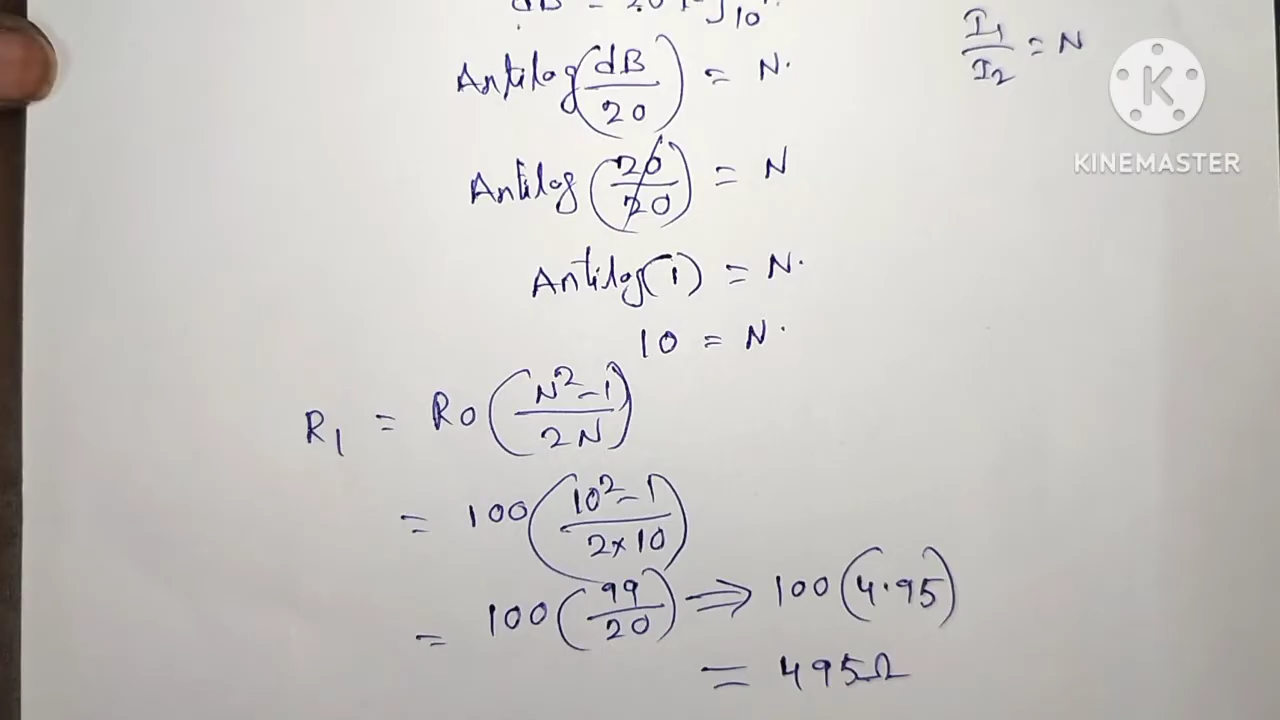 10
I1/I2 = N
Antilog(dB/20) = N.
KINEMASTER
Antilog(20/20) = N
Antilog(1) = N.
10 = N.
R1 = R0((N²-1)/2N)
= 100((10²-1)/2×10)
= 100(99/20) ⇒ 100(4.95)
= 495Ω